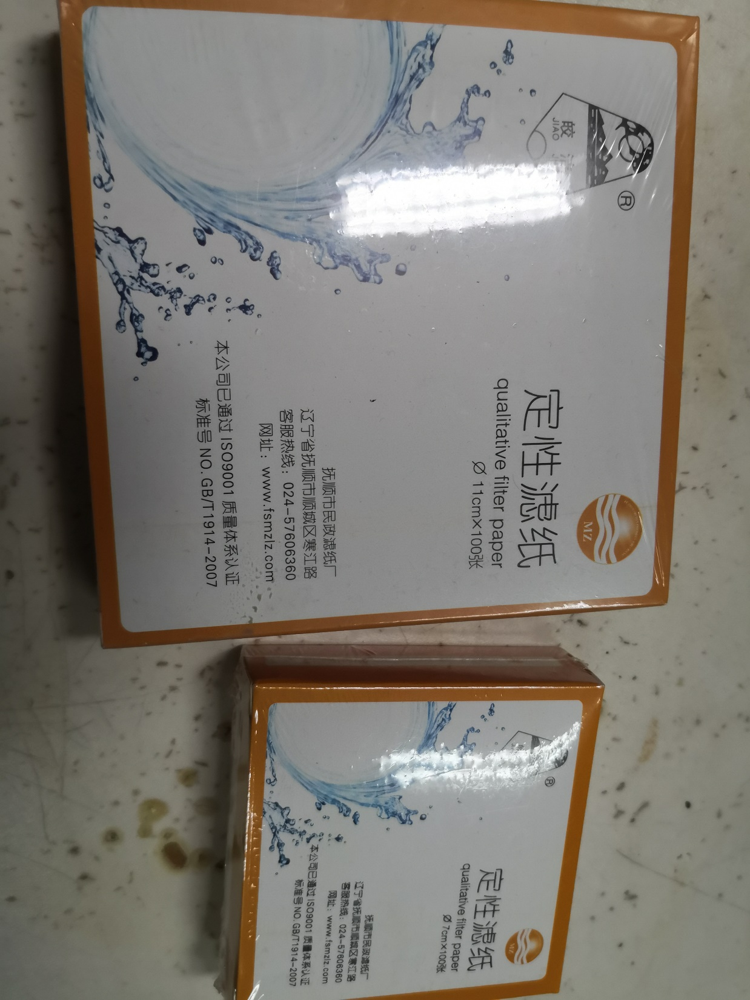 皎
JIAO
®
MZ
定性滤纸
qualitative filter paper
Ø 11cm×100张
抚顺市民政滤纸厂
辽宁省抚顺市顺城区寒江路
客服热线：024-57606360
网址：www.fsmzlz.com
本公司已通过 ISO9001 质量体系认证
标准号 NO.GB/T1914-2007
®
MZ
定性滤纸
qualitative filter paper
Ø 7cm×100张
抚顺市民政滤纸厂
辽宁省抚顺市顺城区寒江路
客服热线：024-57606360
网址：www.fsmzlz.com
本公司已通过 ISO9001 质量体系认证
标准号 NO.GB/T1914-2007